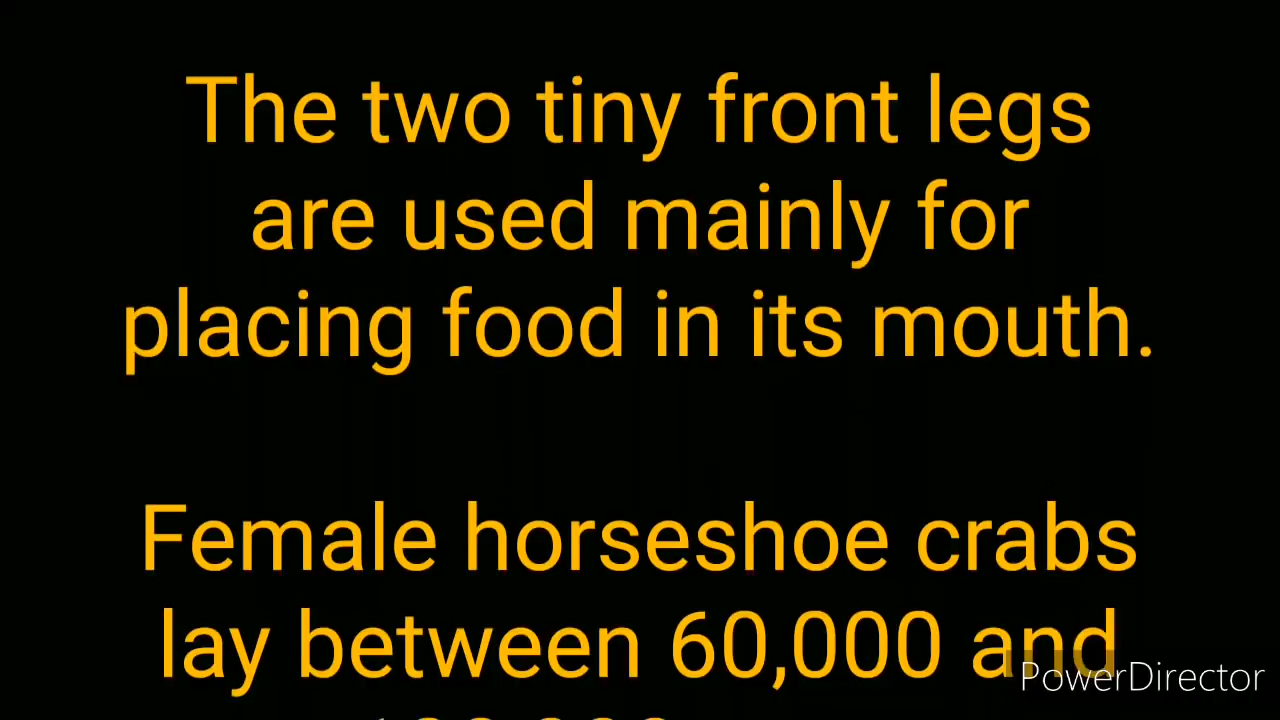 The two tiny front legs
are used mainly for
placing food in its mouth.
Female horseshoe crabs
lay between 60,000 and
PowerDirector